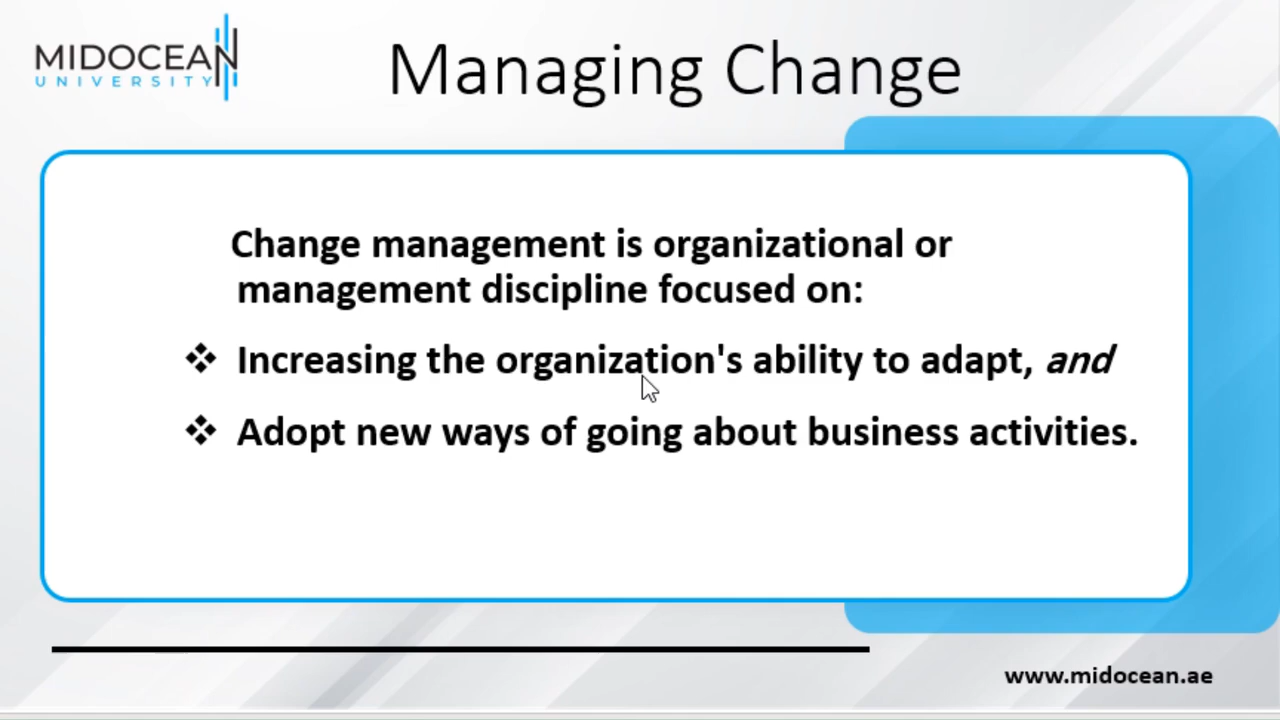 MIDOCEAN
UNIVERSITY
Managing Change
Change management is organizational or
management discipline focused on:
❖ Increasing the organization's ability to adapt, and
❖ Adopt new ways of going about business activities.
www.midocean.ae